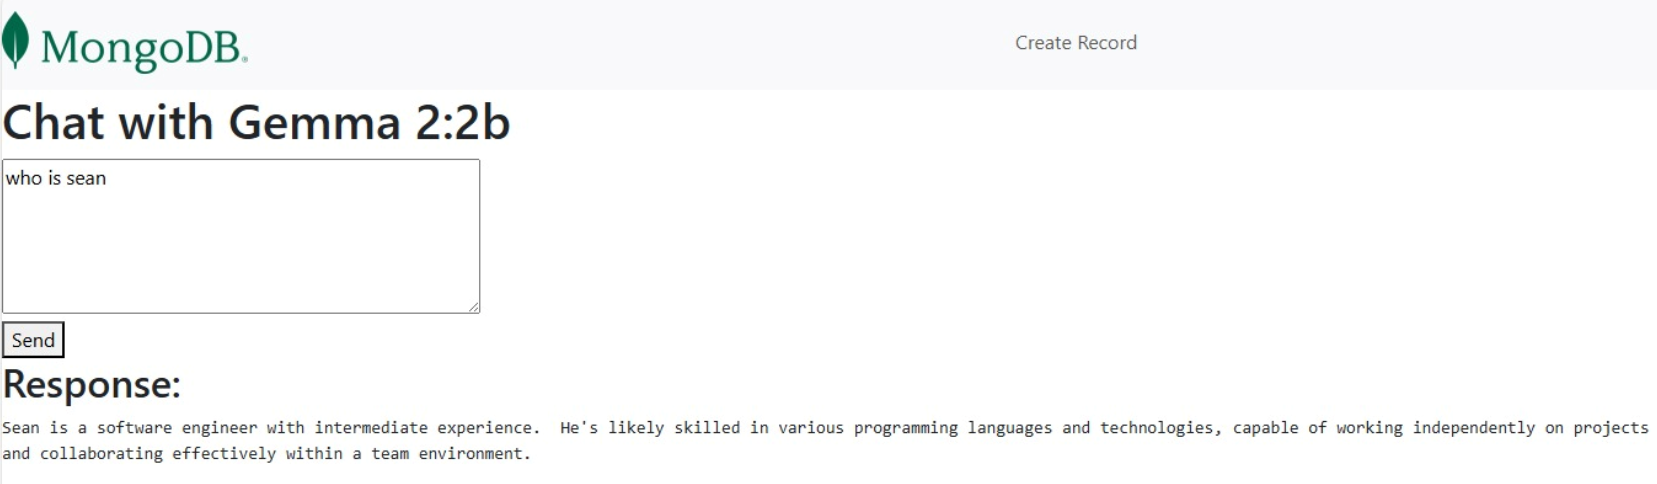 MongoDB®
Create Record
Chat with Gemma 2:2b
who is sean
Send
Response:
Sean is a software engineer with intermediate experience.  He's likely skilled in various programming languages and technologies, capable of working independently on projects
and collaborating effectively within a team environment.